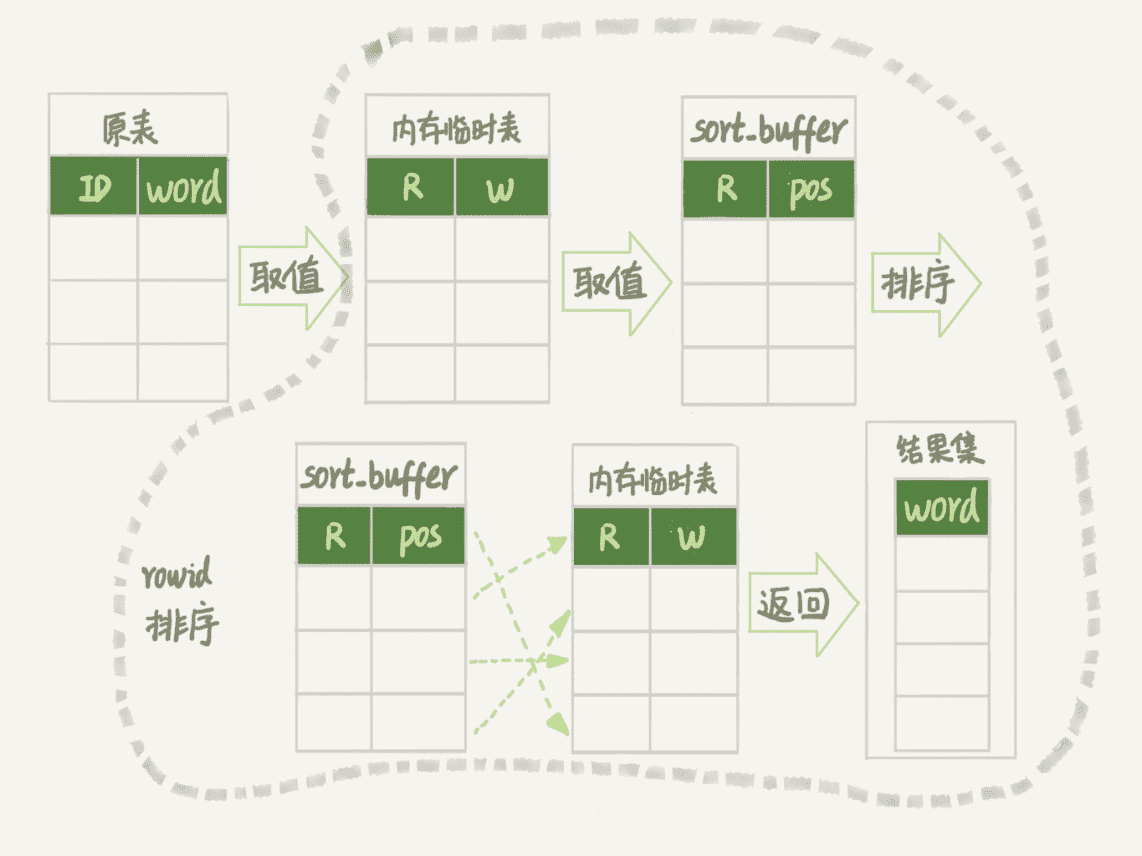 原表
ID word
取值
内存临时表
R W
取值
sort_buffer
R pos
排序
rowid
排序
sort_buffer
R pos
内存临时表
R W
返回
结果集
word